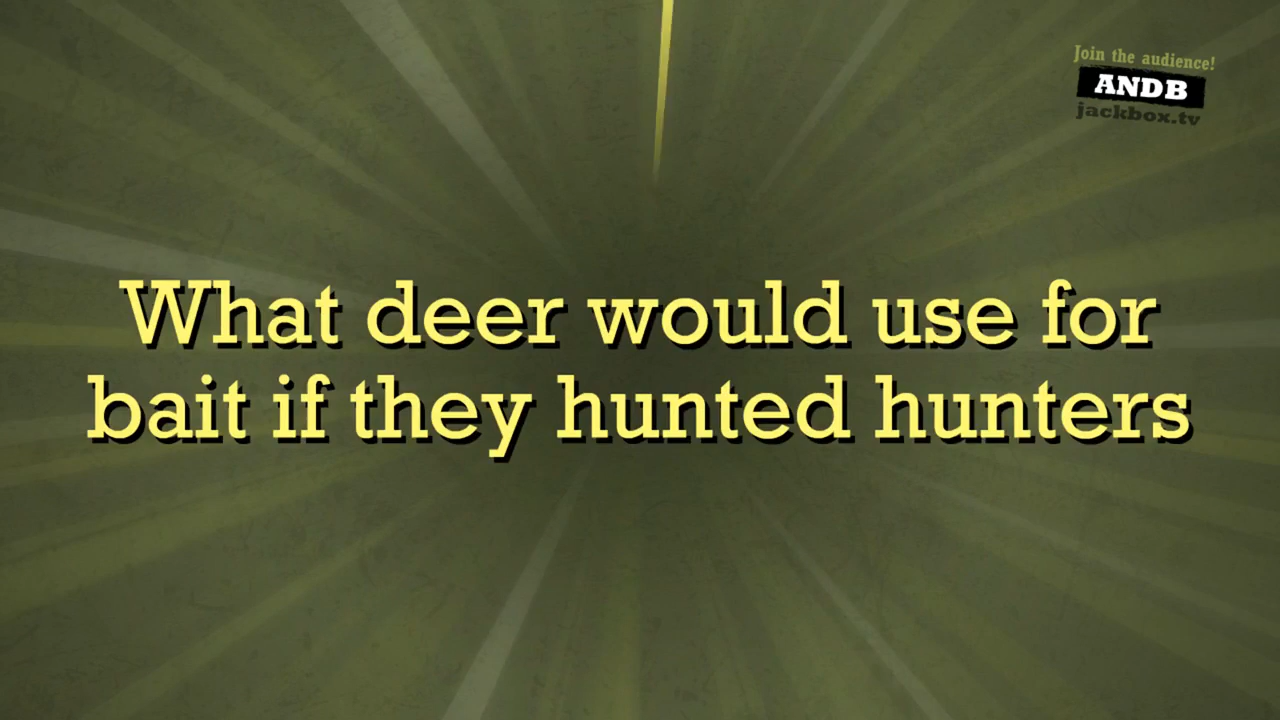 Join the audience!
ANDB
jackbox.tv
What deer would use for
bait if they hunted hunters